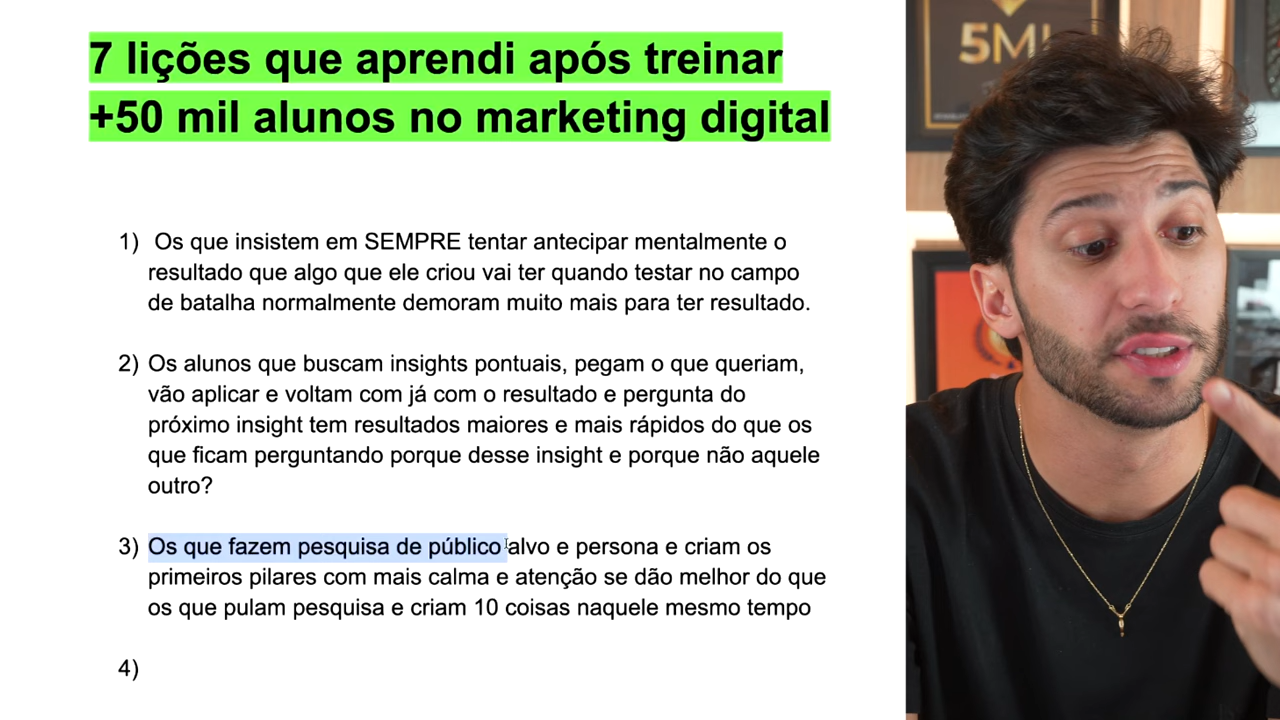 7 lições que aprendi após treinar
+50 mil alunos no marketing digital
1) Os que insistem em SEMPRE tentar antecipar mentalmente o
resultado que algo que ele criou vai ter quando testar no campo
de batalha normalmente demoram muito mais para ter resultado.
2) Os alunos que buscam insights pontuais, pegam o que queriam,
vão aplicar e voltam com já com o resultado e pergunta do
próximo insight tem resultados maiores e mais rápidos do que os
que ficam perguntando porque desse insight e porque não aquele
outro?
3) Os que fazem pesquisa de público alvo e persona e criam os
primeiros pilares com mais calma e atenção se dão melhor do que
os que pulam pesquisa e criam 10 coisas naquele mesmo tempo
4)
5MI